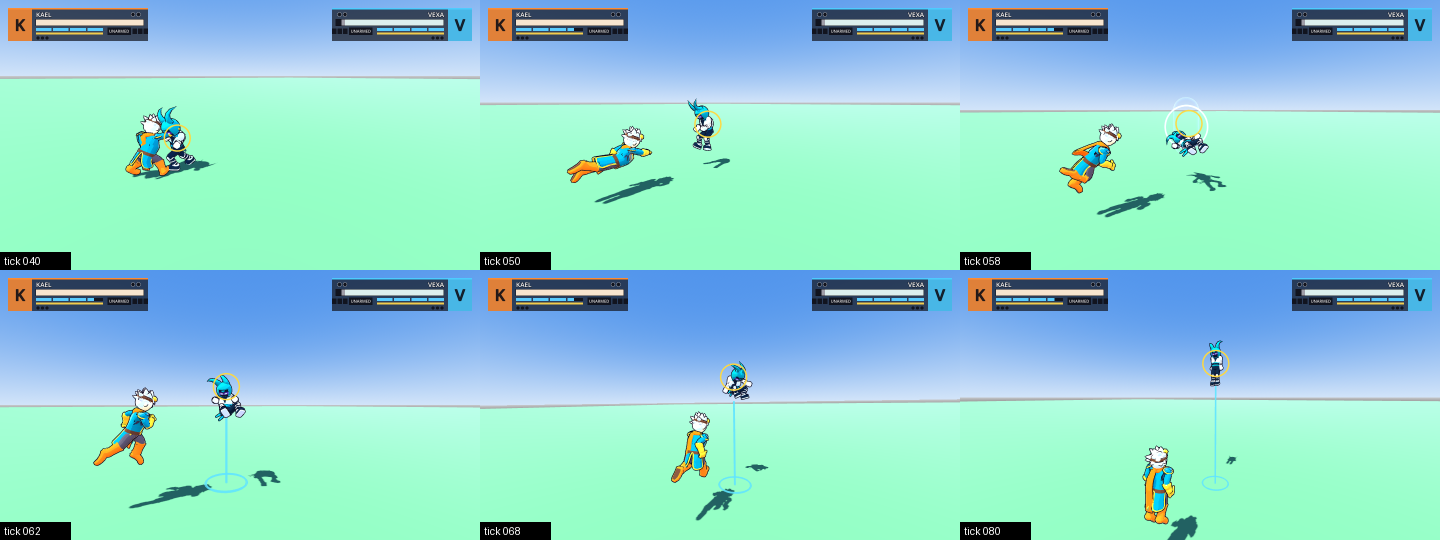 K KAEL VEXA V
UNARMED UNARMED
tick 040
K KAEL VEXA V
UNARMED UNARMED
tick 050
K KAEL VEXA V
UNARMED UNARMED
tick 058
K KAEL VEXA V
UNARMED UNARMED
tick 062
K KAEL VEXA V
UNARMED UNARMED
tick 068
K KAEL VEXA V
UNARMED UNARMED
tick 080